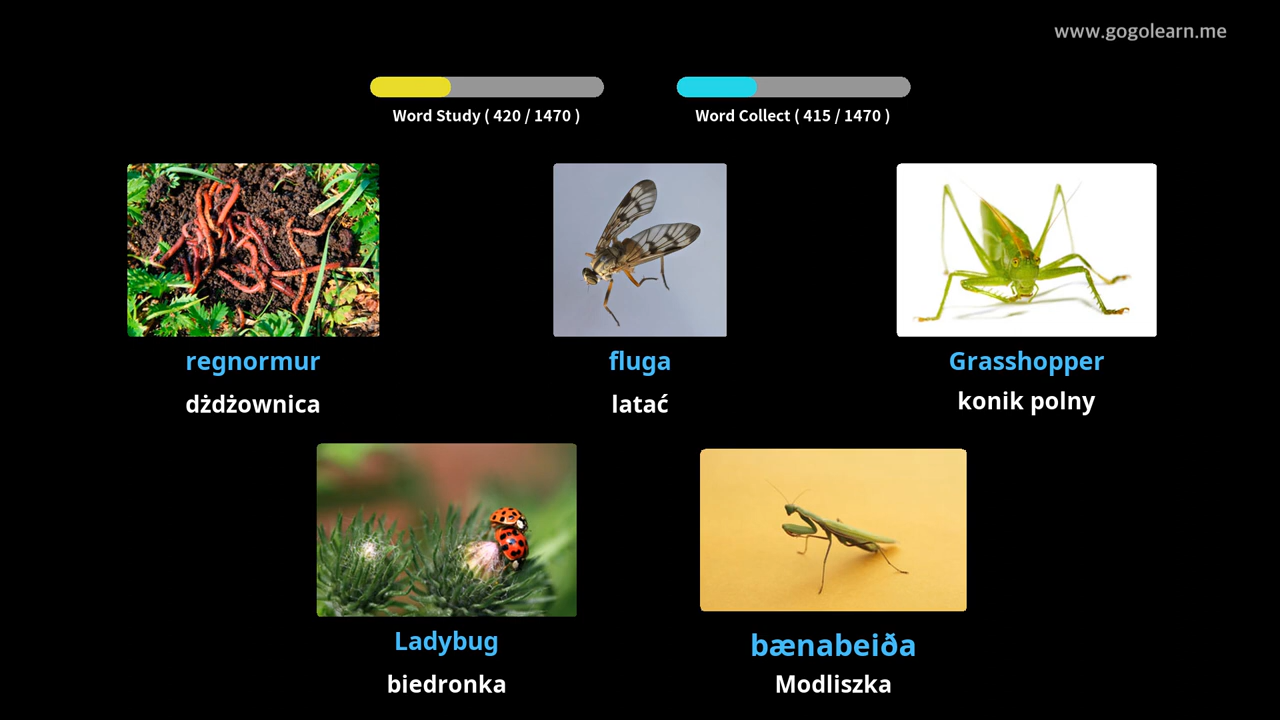 www.gogolearn.me
Word Study ( 420 / 1470 )
Word Collect ( 415 / 1470 )
regnormur
dżdżownica
fluga
latać
Grasshopper
konik polny
Ladybug
biedronka
bænabeiða
Modliszka